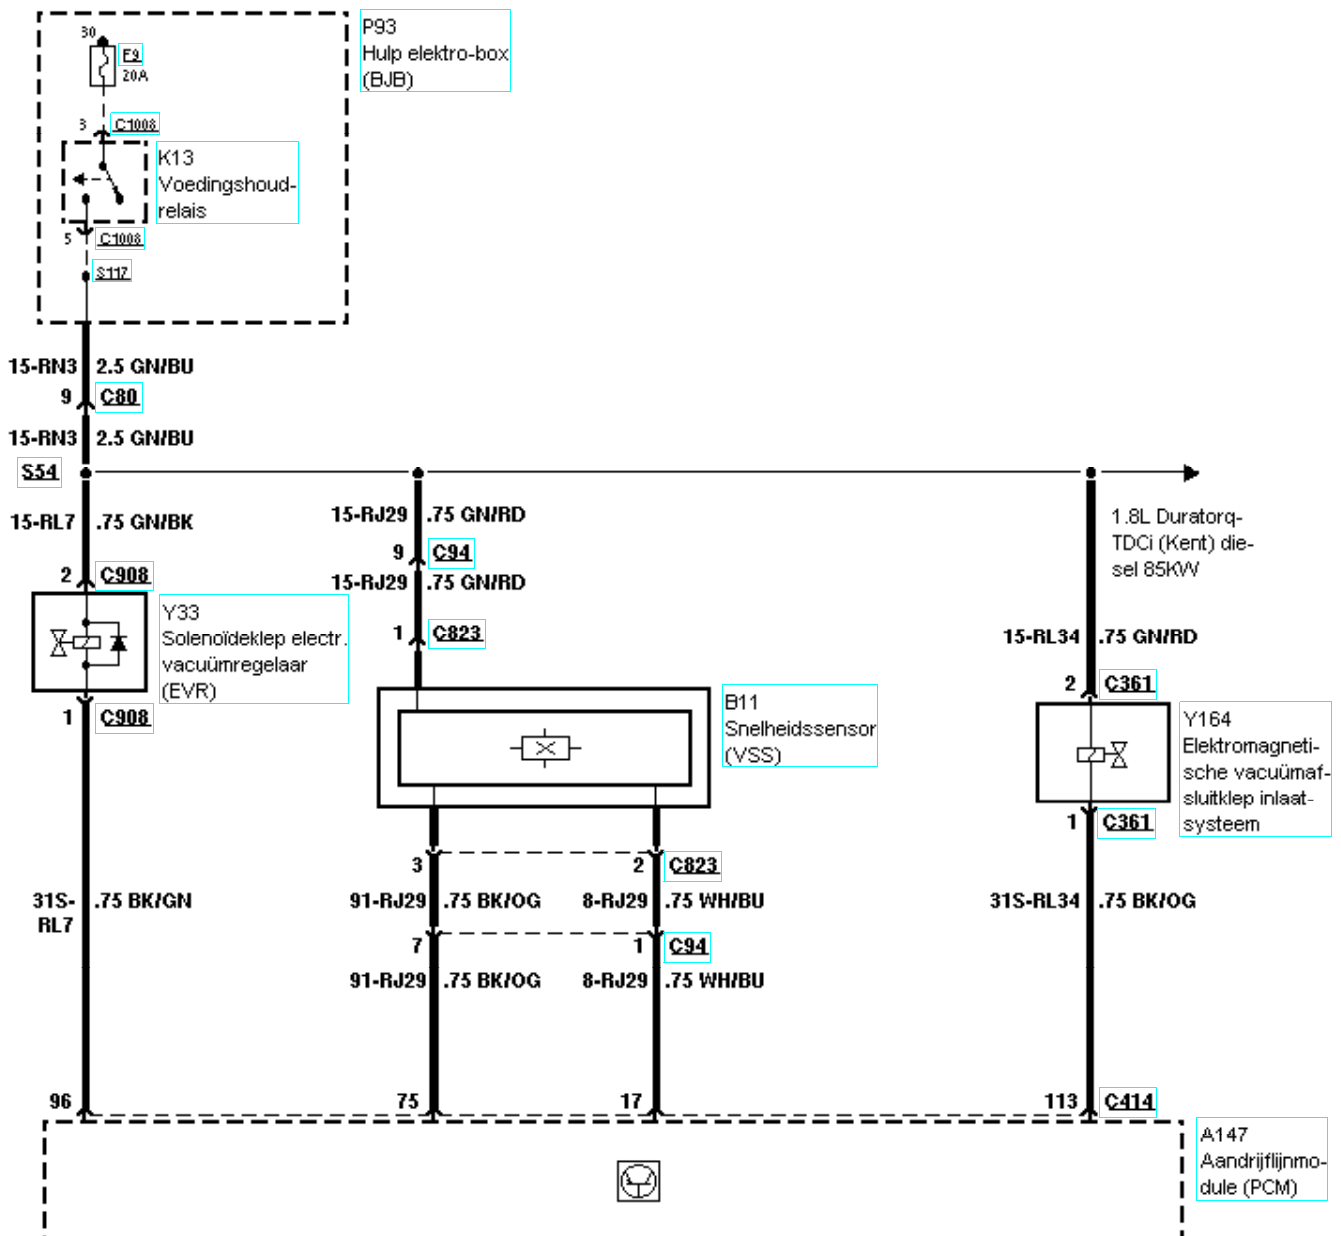 30
F9
20A
P93
Hulp elektro-box
(BJB)
3 C1008
K13
Voedingshoud-
relais
5 C1008
S117
15-RN3 2.5 GN/BU
9 C80
15-RN3 2.5 GN/BU
S54
15-RL7 .75 GN/BK
15-RJ29 .75 GN/RD
9 C94
15-RJ29 .75 GN/RD
1.8L Duratorq-
TDCi (Kent) die-
sel 85KW
2 C908
Y33
Solenoïdeklep electr.
vacuümregelaar
(EVR)
1 C908
1 C823
15-RL34 .75 GN/RD
2 C361
B11
Snelheidssensor
(VSS)
Y164
Elektromagneti-
sche vacuümaf-
sluitklep inlaat-
systeem
1 C361
3 2 C823
31S-
RL7
.75 BK/GN
91-RJ29 .75 BK/OG
8-RJ29 .75 WH/BU
31S-RL34 .75 BK/OG
7 1 C94
91-RJ29 .75 BK/OG
8-RJ29 .75 WH/BU
96 75 17 113 C414
A147
Aandrijflijnmo-
dule (PCM)